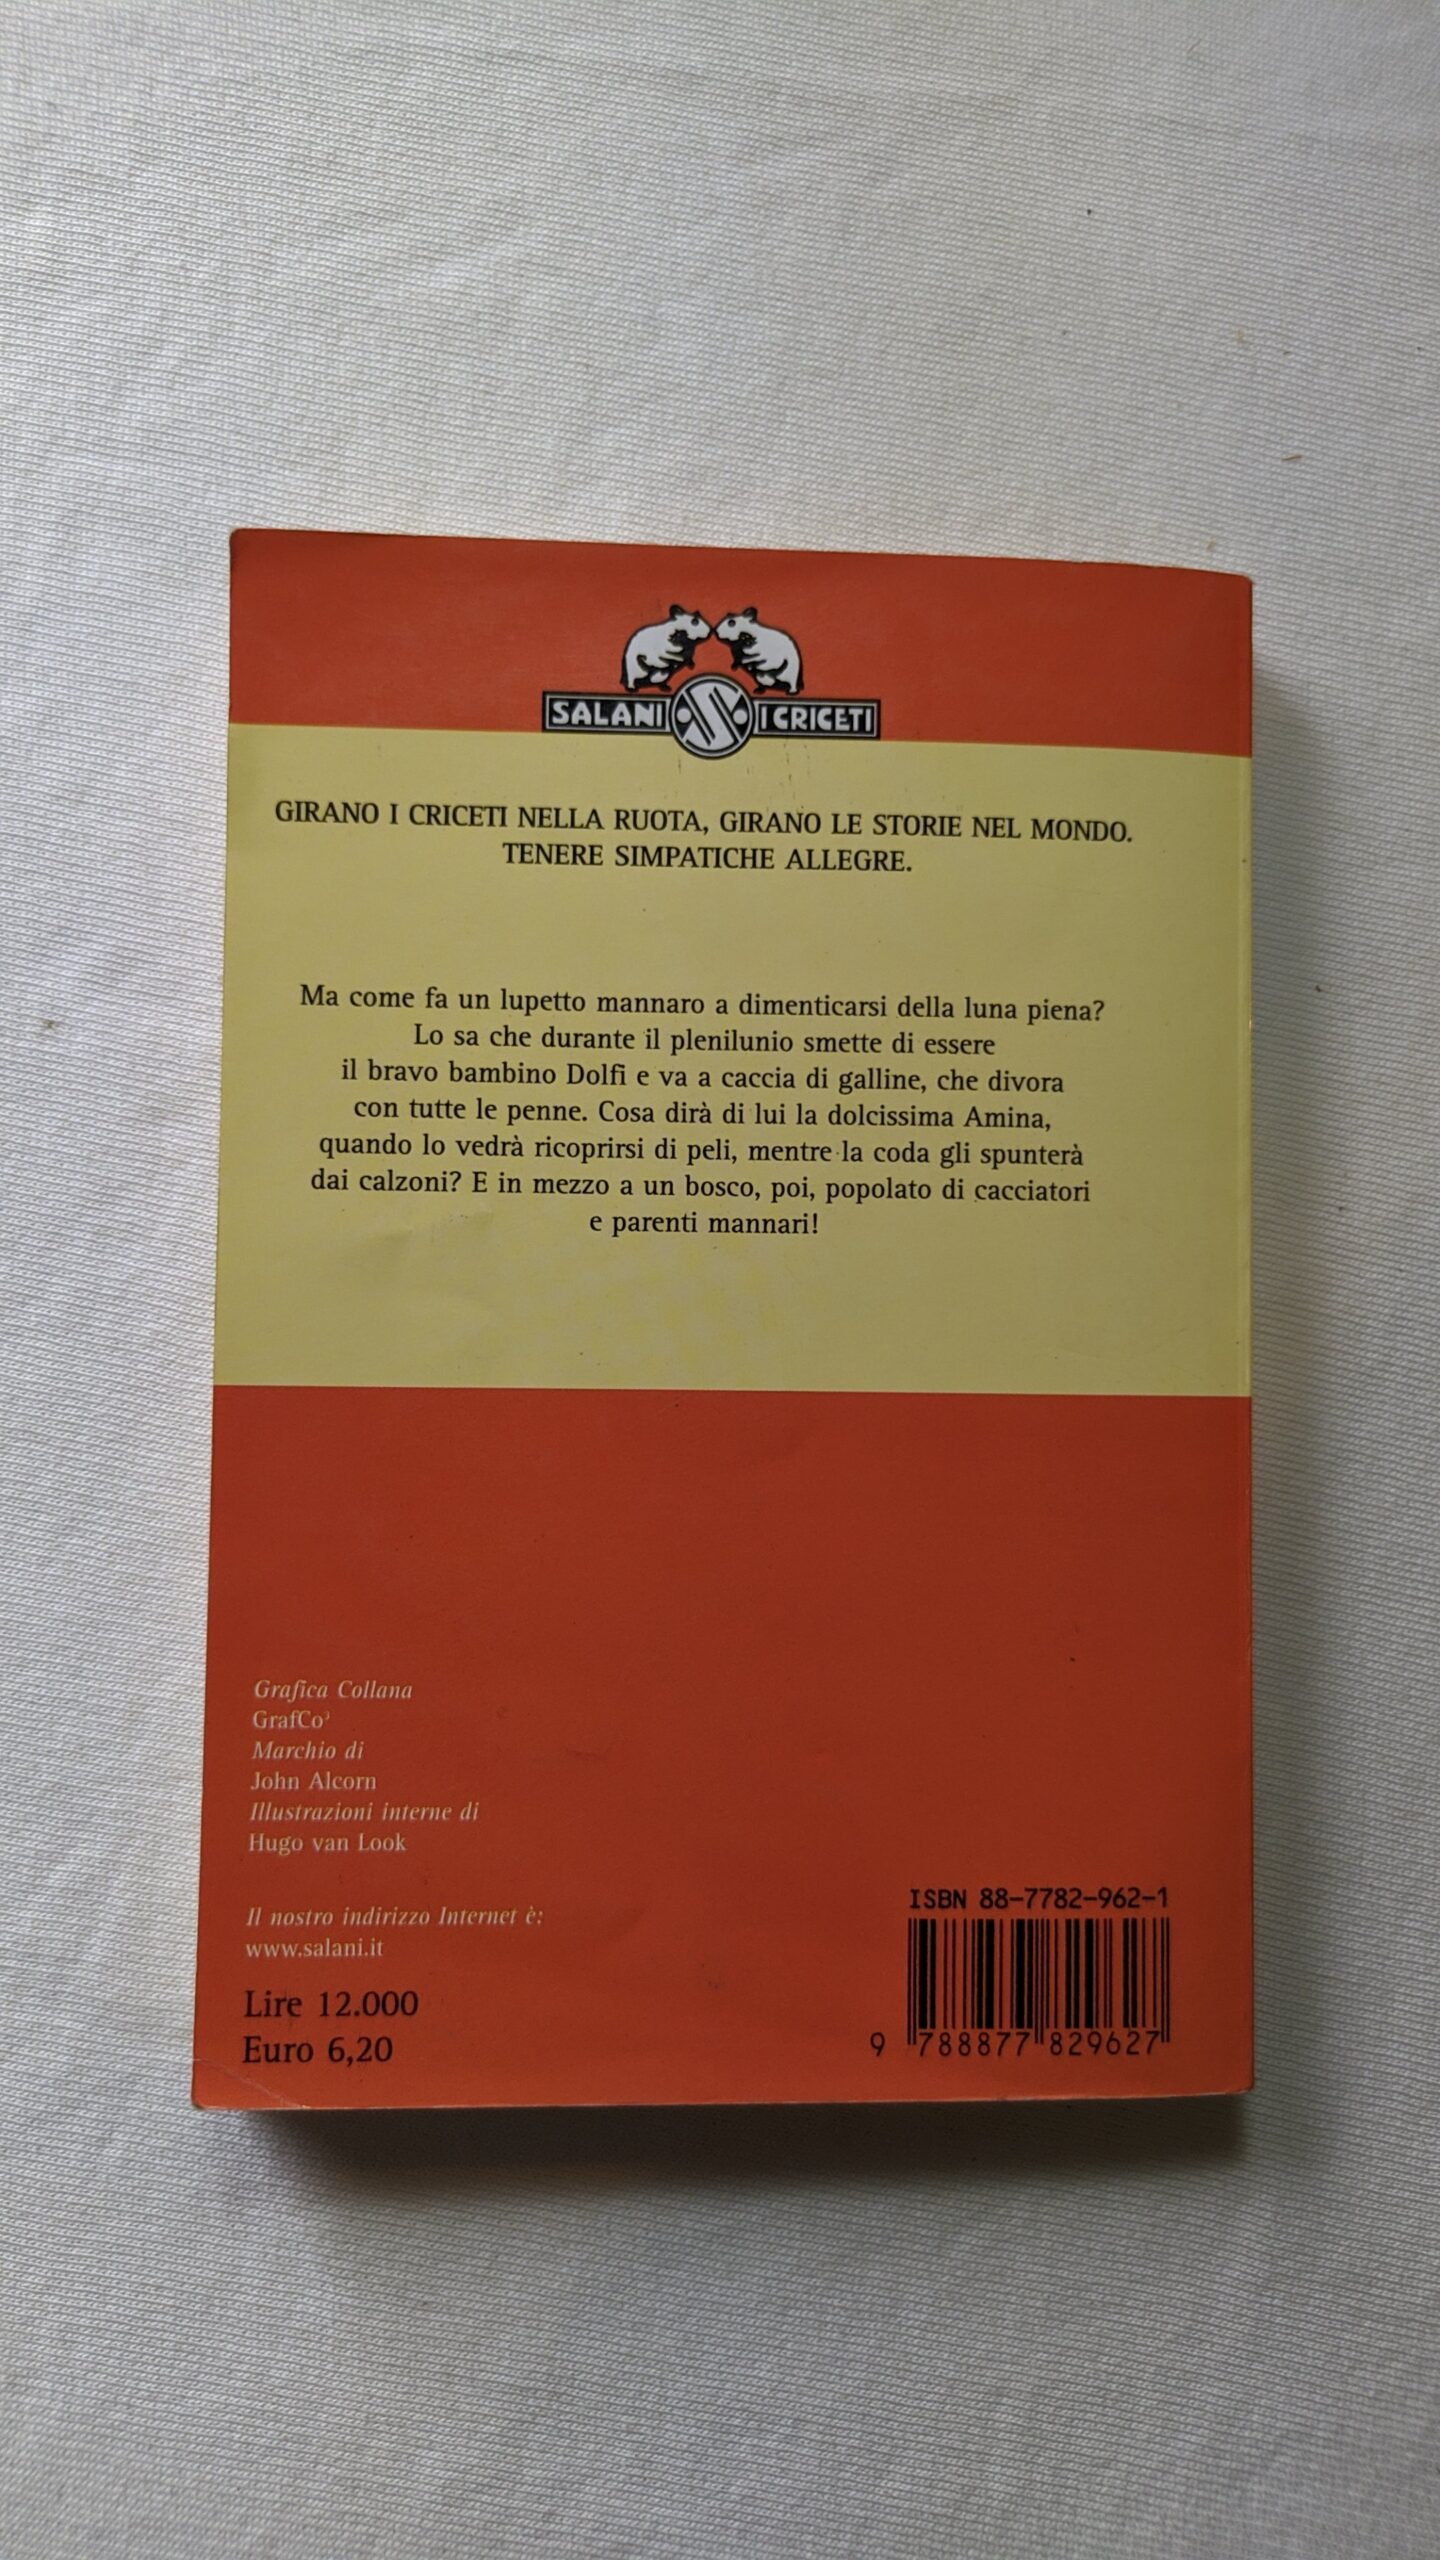 SALANI S I CRICETI
GIRANO I CRICETI NELLA RUOTA, GIRANO LE STORIE NEL MONDO.
TENERE SIMPATICHE ALLEGRE.
Ma come fa un lupetto mannaro a dimenticarsi della luna piena?
Lo sa che durante il plenilunio smette di essere
il bravo bambino Dolfi e va a caccia di galline, che divora
con tutte le penne. Cosa dirà di lui la dolcissima Amina,
quando lo vedrà ricoprirsi di peli, mentre la coda gli spunterà
dai calzoni? E in mezzo a un bosco, poi, popolato di cacciatori
e parenti mannari!
Grafica Collana
GrafCo³
Marchio di
John Alcorn
Illustrazioni interne di
Hugo van Look
Il nostro indirizzo Internet è:
www.salani.it
Lire 12.000
Euro 6,20
ISBN 88-7782-962-1
9 788877 829627